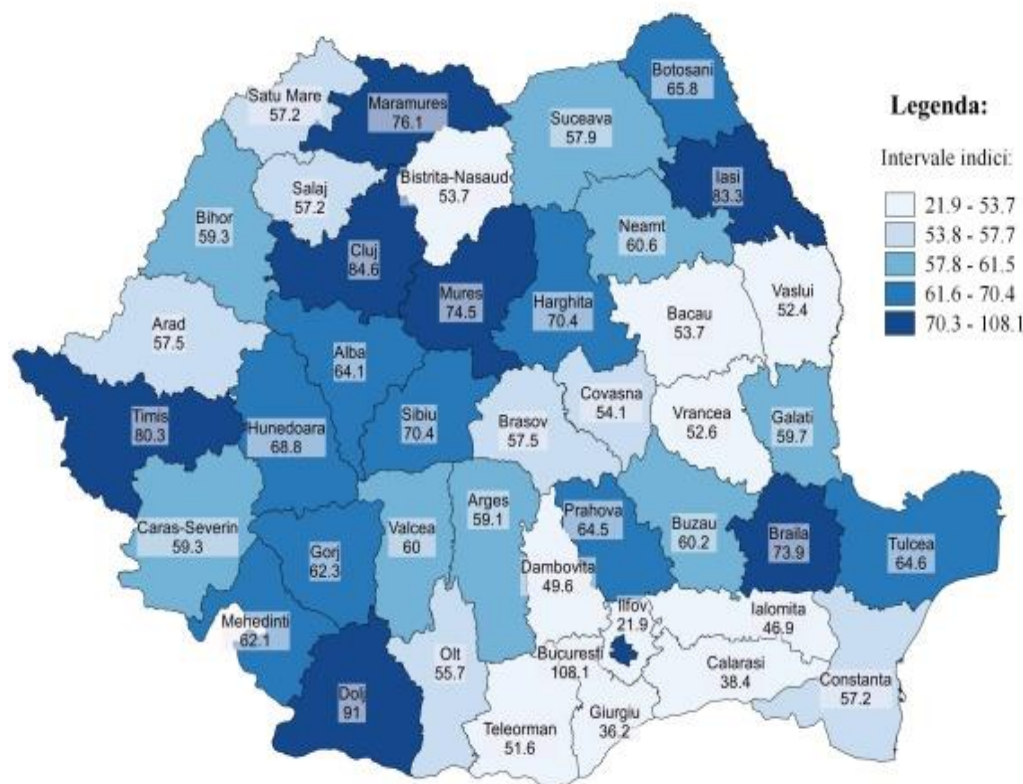 Satu Mare
57.2
Maramures
76.1
Botosani
65.8
Suceava
57.9
Iasi
83.3
Bistrita-Nasaud
53.7
Salaj
57.2
Bihor
59.3
Neamt
60.6
Cluj
84.6
Mures
74.5
Harghita
70.4
Bacau
53.7
Vaslui
52.4
Arad
57.5
Alba
64.1
Covasna
54.1
Timis
80.3
Hunedoara
68.8
Sibiu
70.4
Brasov
57.5
Vrancea
52.6
Galati
59.7
Caras-Severin
59.3
Valcea
60
Arges
59.1
Prahova
64.5
Buzau
60.2
Braila
73.9
Tulcea
64.6
Gorj
62.3
Dambovita
49.6
Mehedinti
62.1
Ilfov
21.9
Ialomita
46.9
Olt
55.7
Bucuresti
108.1
Calarasi
38.4
Constanta
57.2
Dolj
91
Teleorman
51.6
Giurgiu
36.2
Legenda:
Intervale indici:
21.9 - 53.7
53.8 - 57.7
57.8 - 61.5
61.6 - 70.4
70.3 - 108.1